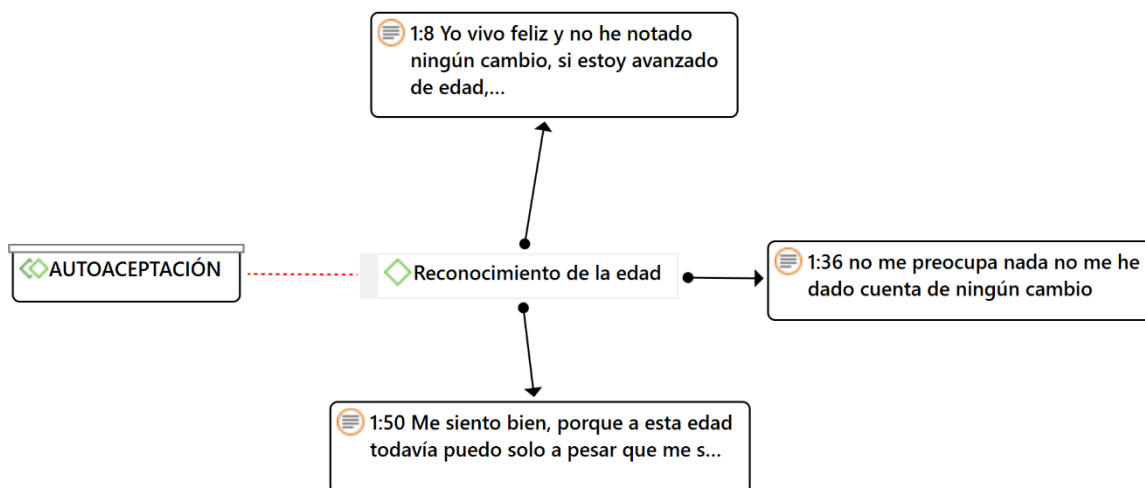 1:8 Yo vivo feliz y no he notado
ningún cambio, si estoy avanzado
de edad,...
AUTOACEPTACIÓN
Reconocimiento de la edad
1:36 no me preocupa nada no me he
dado cuenta de ningún cambio
1:50 Me siento bien, porque a esta edad
todavía puedo solo a pesar que me s...